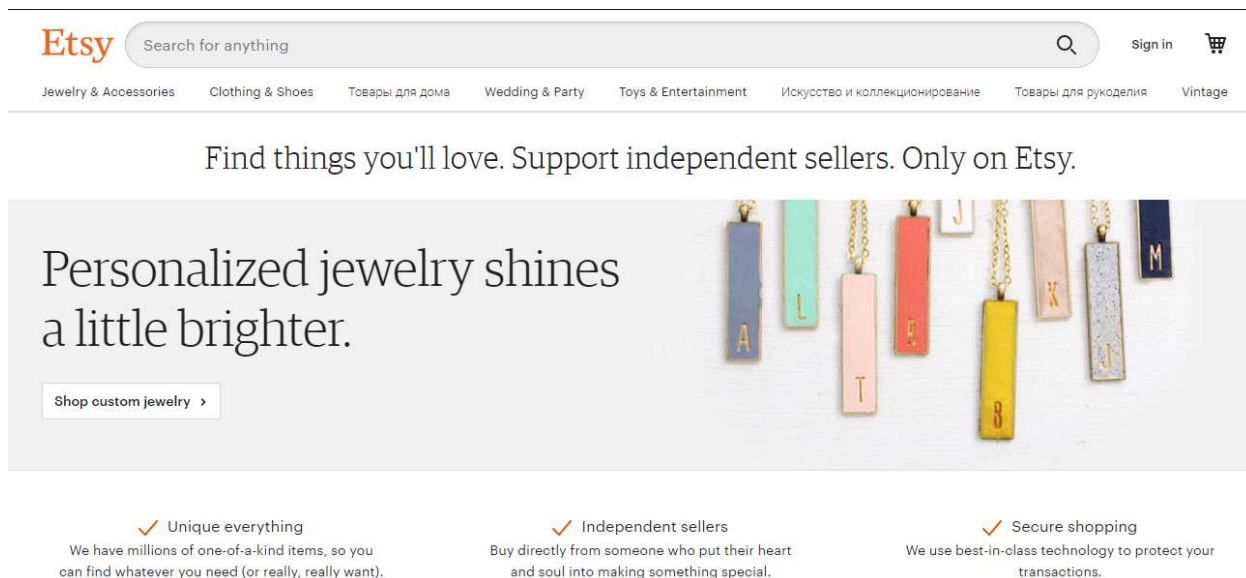 Etsy
Search for anything
Sign in
Jewelry & Accessories Clothing & Shoes Товары для дома Wedding & Party Toys & Entertainment Искусство и коллекционирование Товары для рукоделия Vintage
Find things you'll love. Support independent sellers. Only on Etsy.
Personalized jewelry shines
a little brighter.
Shop custom jewelry
A
L
T
R
J
B
K
J
M
Unique everything
We have millions of one-of-a-kind items, so you
can find whatever you need (or really, really want).
Independent sellers
Buy directly from someone who put their heart
and soul into making something special.
Secure shopping
We use best-in-class technology to protect your
transactions.